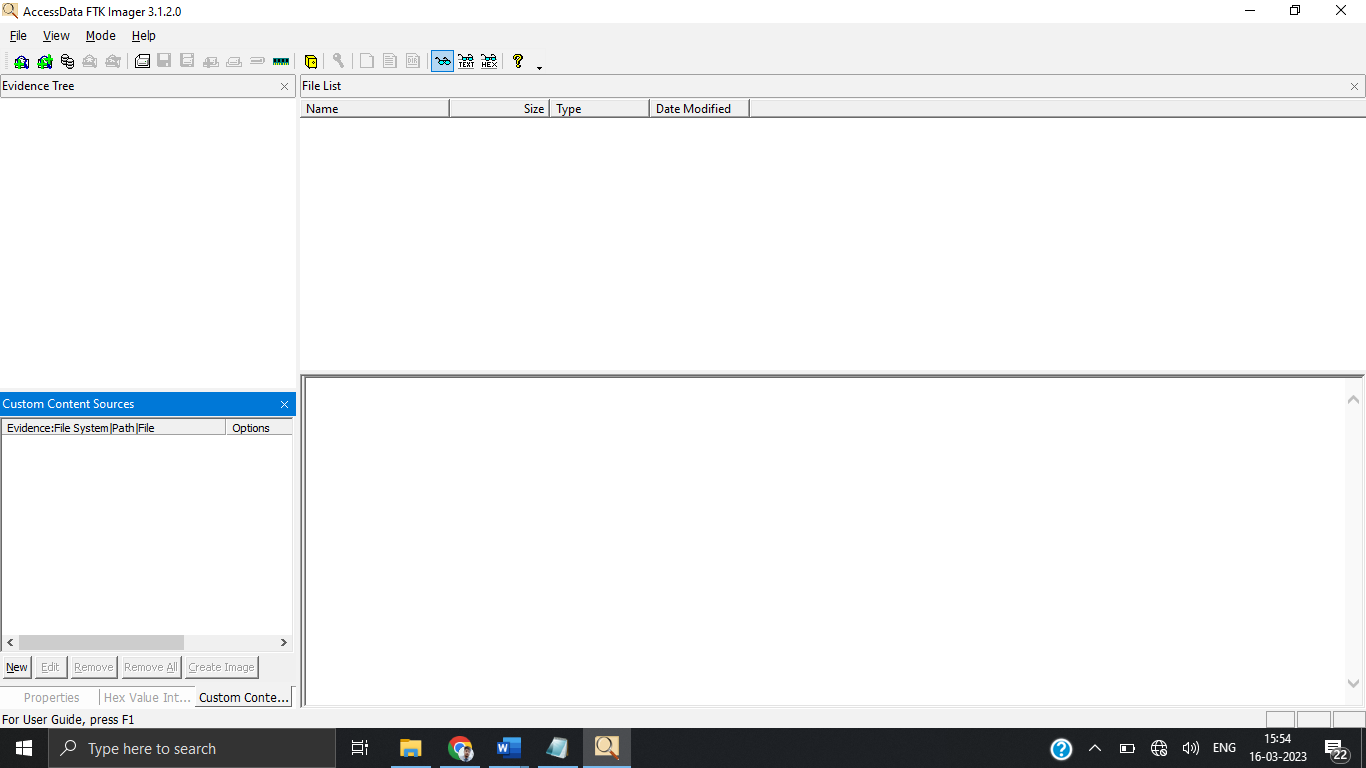 AccessData FTK Imager 3.1.2.0
File View Mode Help
TEXT HEX
Evidence Tree
File List
Name Size Type Date Modified
Custom Content Sources
Evidence:File System|Path|File Options
New Edit Remove Remove All Create Image
Properties Hex Value Int... Custom Conte...
For User Guide, press F1
Type here to search
ENG
15:54
16-03-2023
22